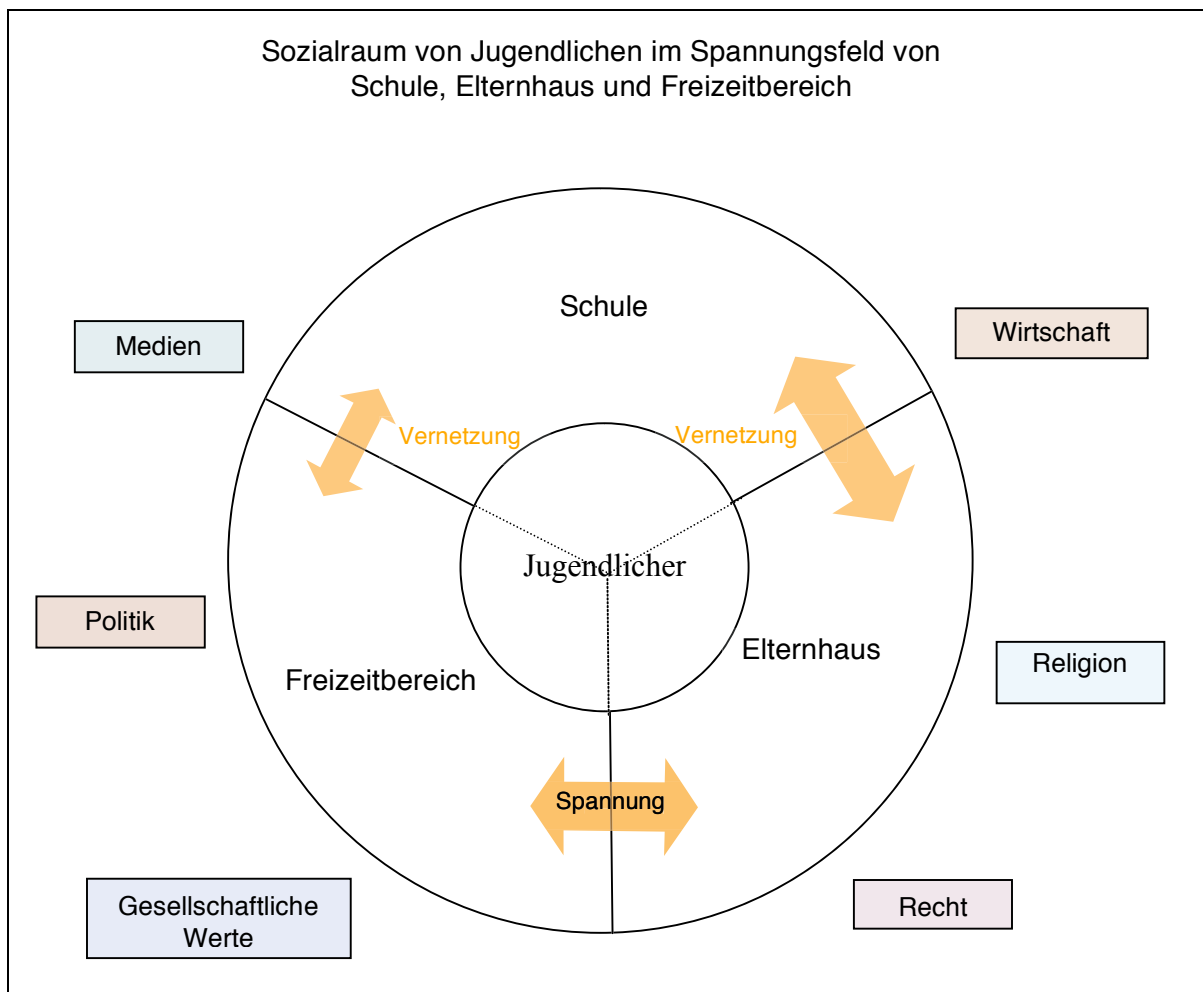 Sozialraum von Jugendlichen im Spannungsfeld von
Schule, Elternhaus und Freizeitbereich
Schule
Medien
Wirtschaft
Vernetzung
Vernetzung
Jugendlicher
Politik
Elternhaus
Religion
Freizeitbereich
Spannung
Gesellschaftliche
Werte
Recht